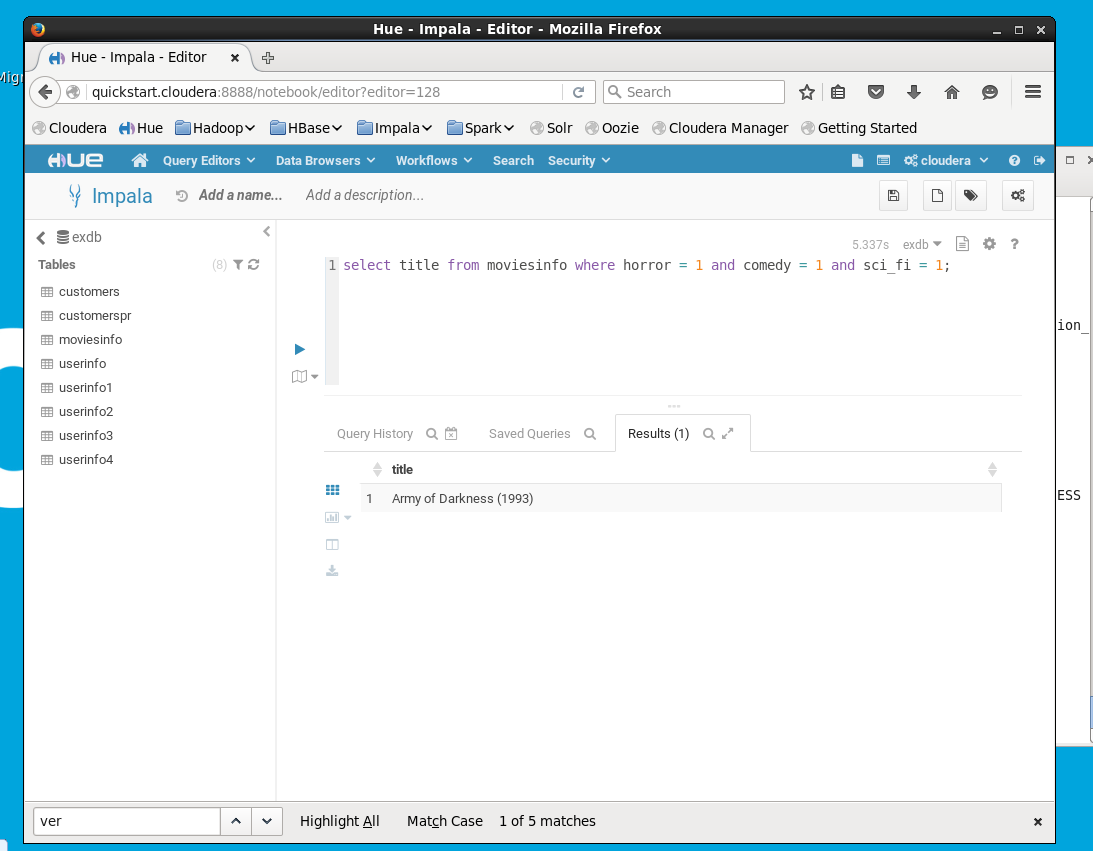 Hue - Impala - Editor - Mozilla Firefox
Hue - Impala - Editor
quickstart.cloudera:8888/notebook/editor?editor=128
Search
Cloudera Hue Hadoop HBase Impala Spark Solr Oozie Cloudera Manager Getting Started
HUE Query Editors Data Browsers Workflows Search Security cloudera
Impala Add a name... Add a description...
exdb
5.337s exdb ?
Tables (8)
1 select title from moviesinfo where horror = 1 and comedy = 1 and sci_fi = 1;
customers
customerspr
moviesinfo
userinfo
userinfo1
userinfo2
userinfo3
userinfo4
Query History Saved Queries Results (1)
title
1 Army of Darkness (1993)
ion_
ESS
ver Highlight All Match Case 1 of 5 matches